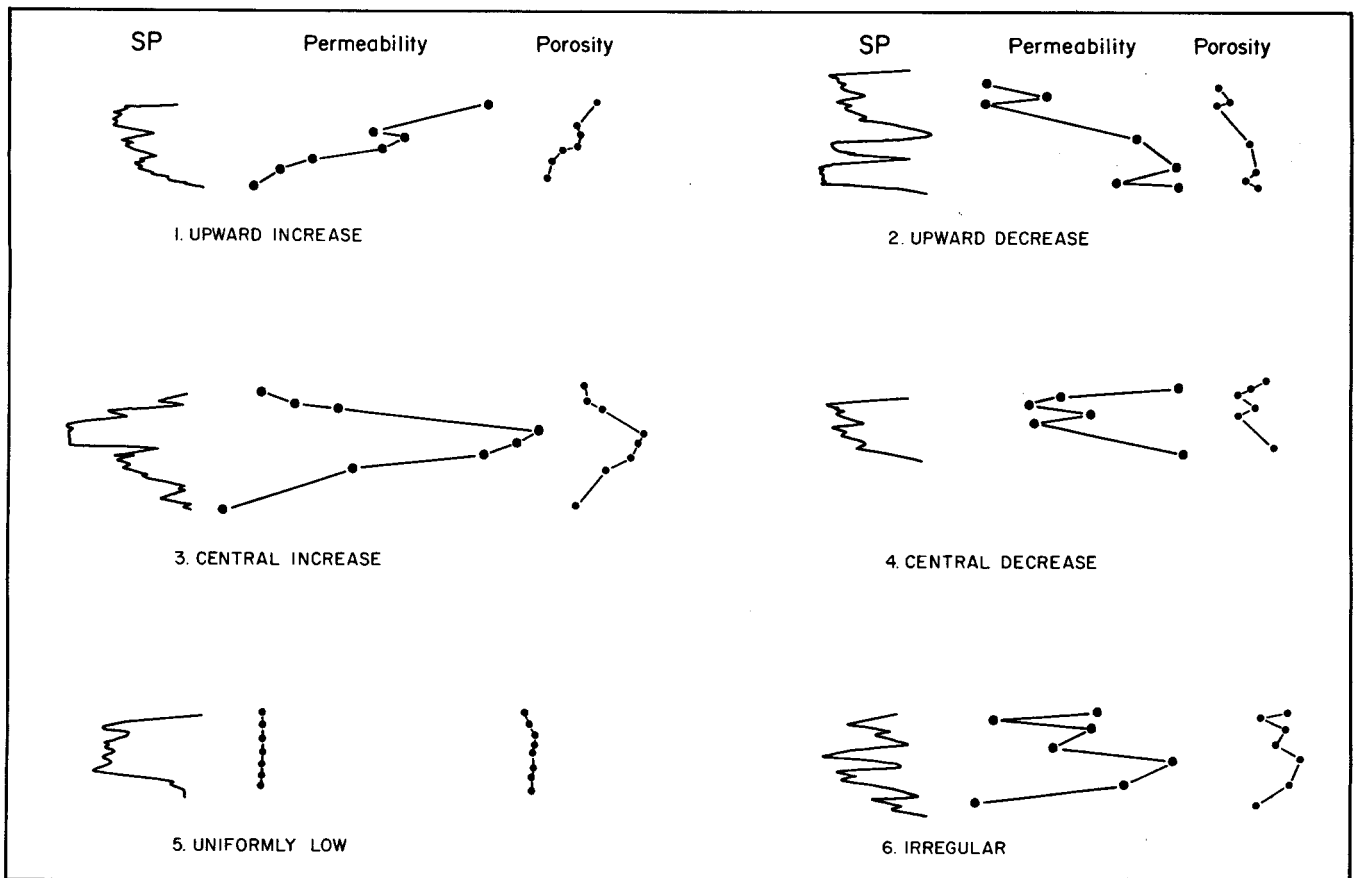 SP Permeability Porosity SP Permeability Porosity
1. UPWARD INCREASE
2. UPWARD DECREASE
3. CENTRAL INCREASE
4. CENTRAL DECREASE
5. UNIFORMLY LOW
6. IRREGULAR